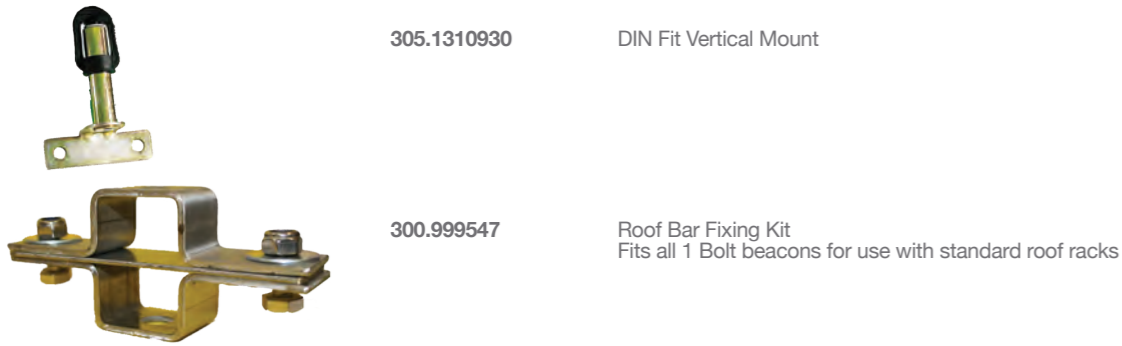 305.1310930 DIN Fit Vertical Mount
300.999547 Roof Bar Fixing Kit
Fits all 1 Bolt beacons for use with standard roof racks